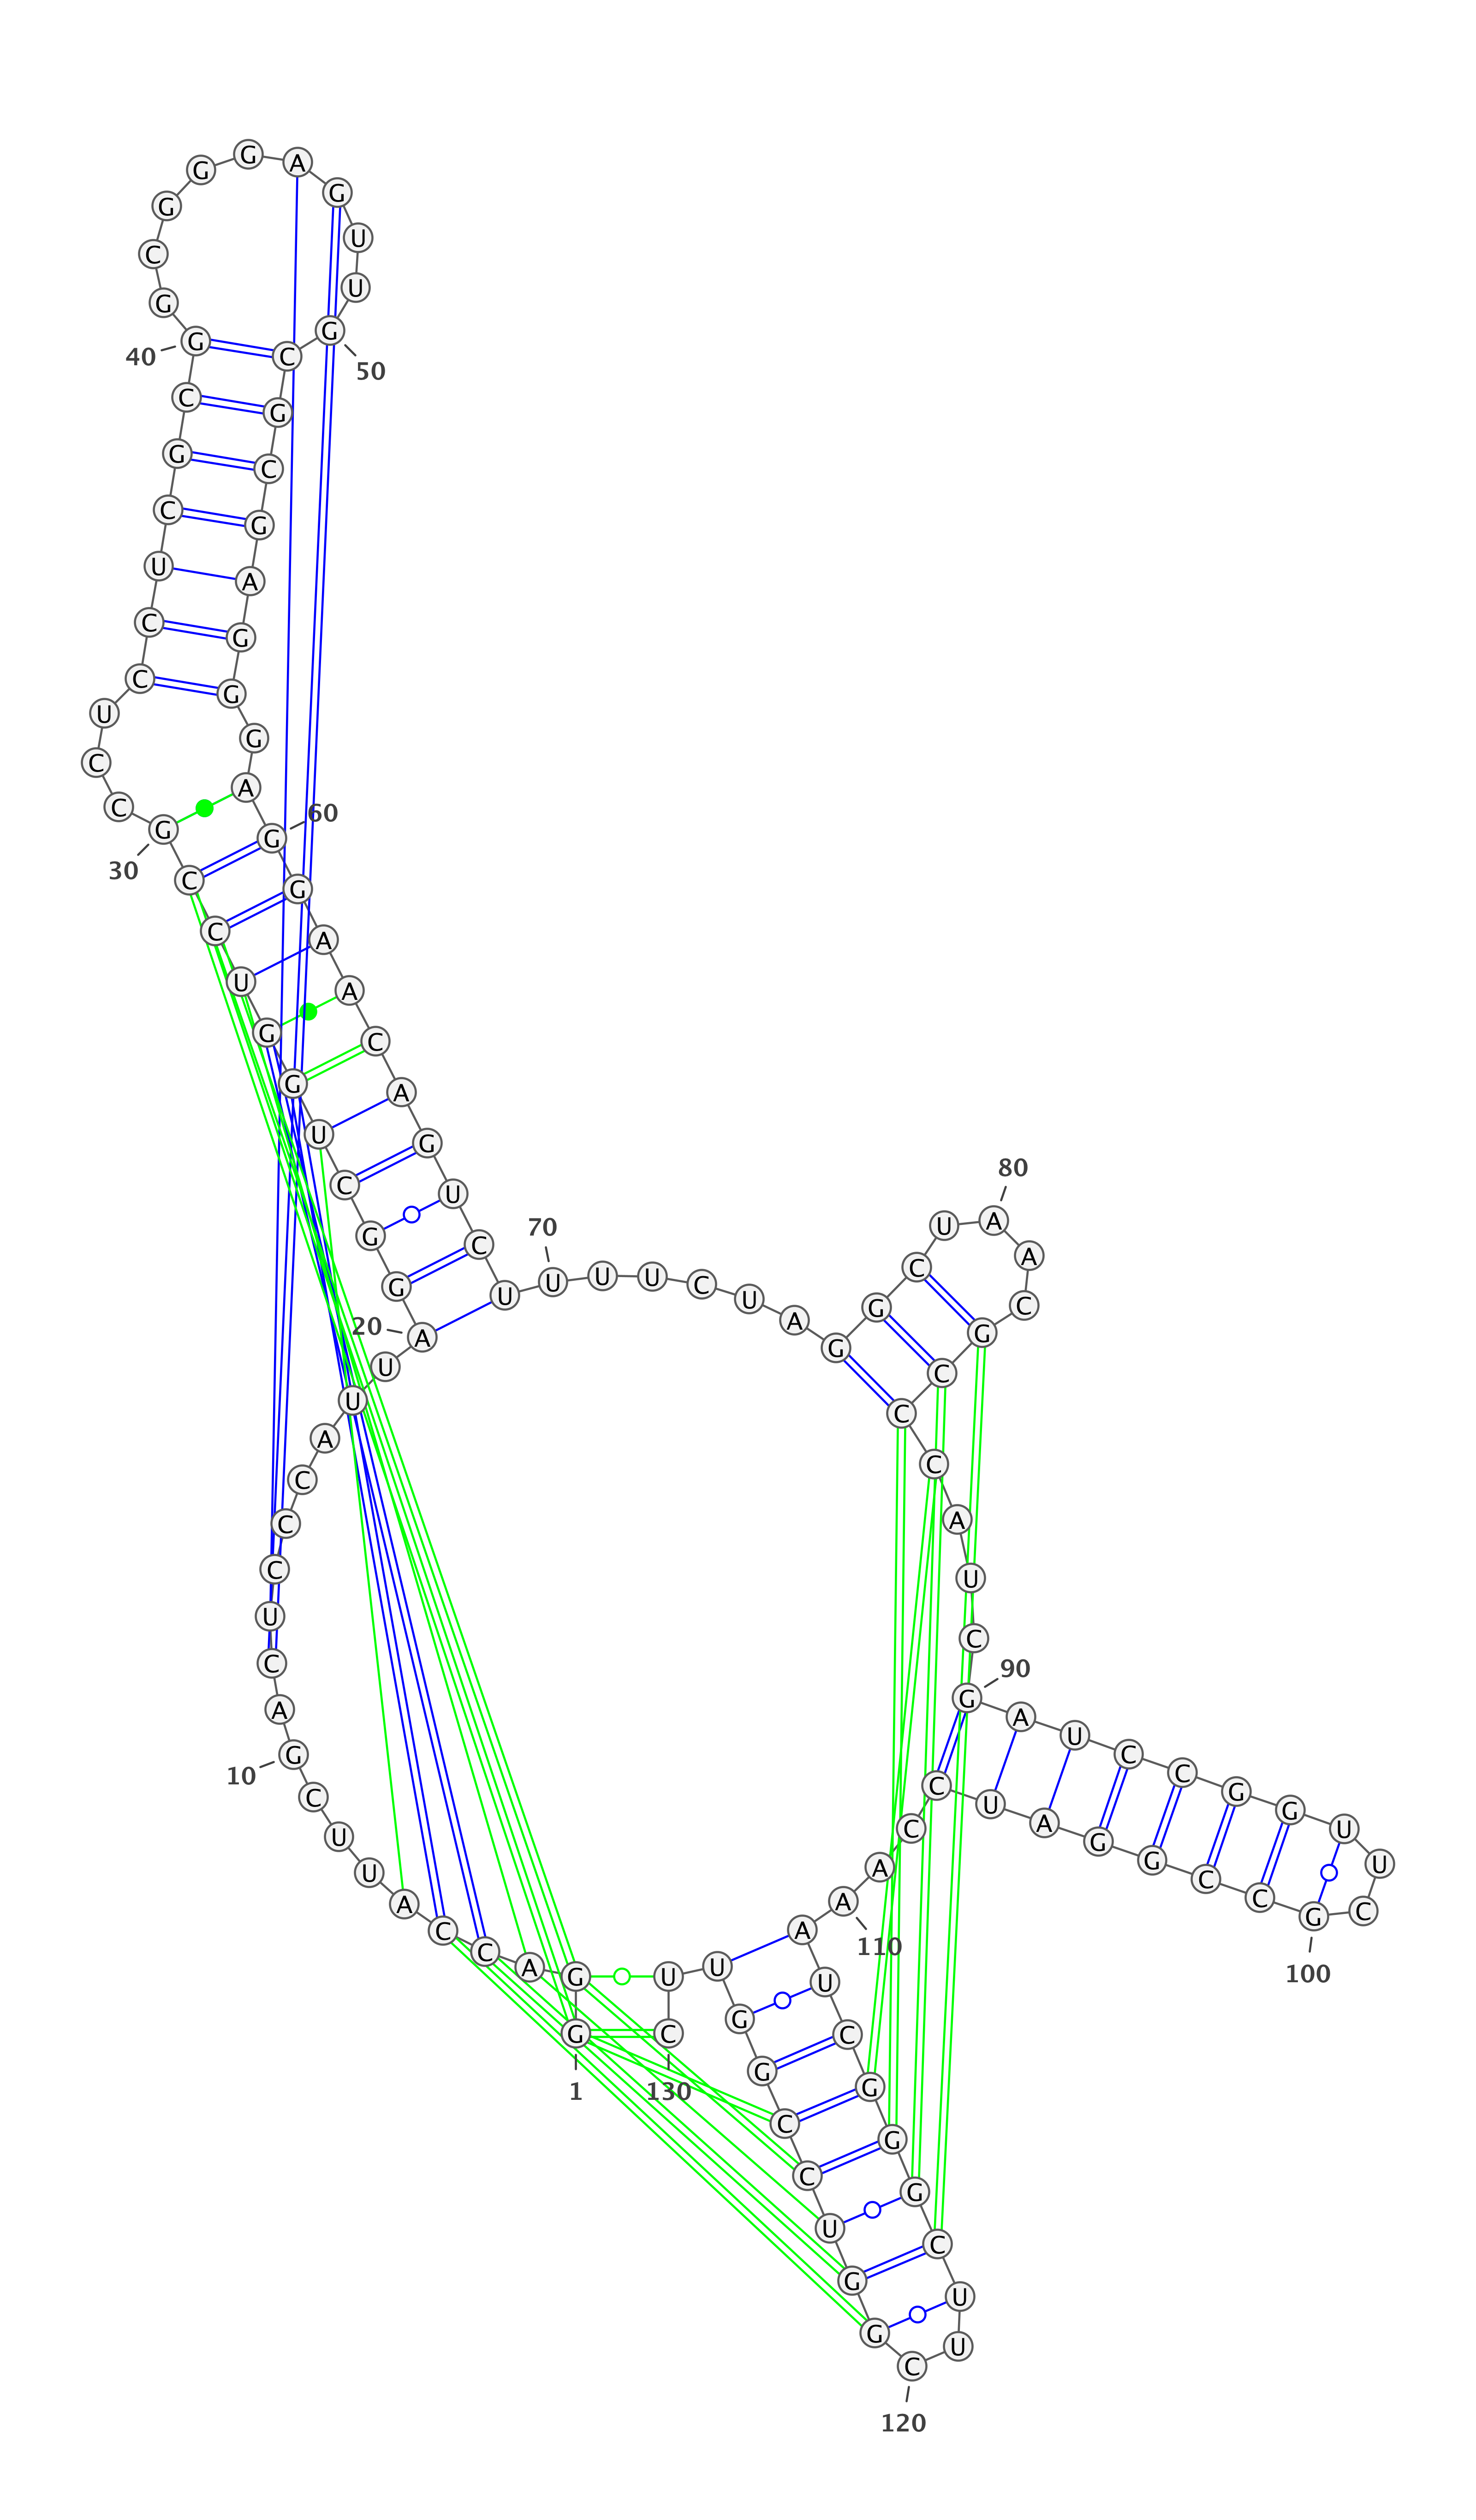 1
G G A C C A U U C G
10
A C U C C C A U U A
20
G G C U G G U C C G
30
C C U C C U C G C G
40
G C G G G A G U U G
50
C G C G A G G G A G
60
G A A C A G U C U U
70
U U C U A G G C U A
80
A C G C C C A U C G
90
A U C C G G U U C G
100
C C G G A U C C A A
110
A U C G G G C U U C
120
G G U C C G G U U C
130